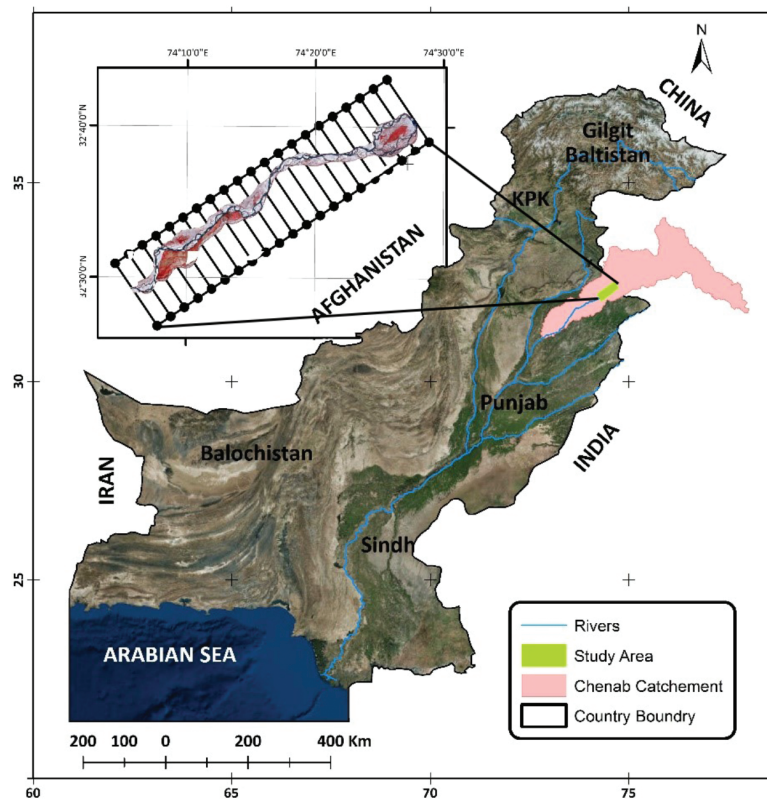 74°10'0"E
74°20'0"E
74°30'0"E
N
32°40'0"N
32°30'0"N
CHINA
Gilgit
Baltistan
KPK
AFGHANISTAN
35
30
25
Punjab
INDIA
Balochistan
IRAN
Sindh
ARABIAN SEA
Rivers
Study Area
Chenab Catchement
Country Boundry
200 100 0 200 400 Km
60 65 70 75